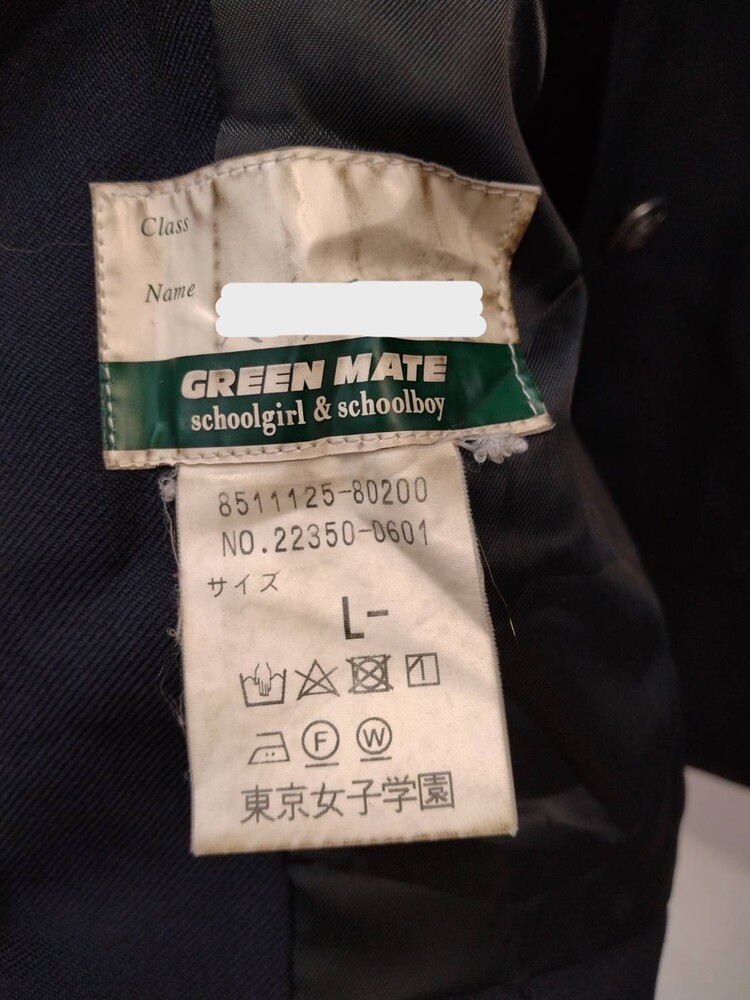 Class
Name
GREEN MATE
schoolgirl & schoolboy
8511125-80200
NO.22350-0601
サイズ
L-
1
F W
東京女子学園